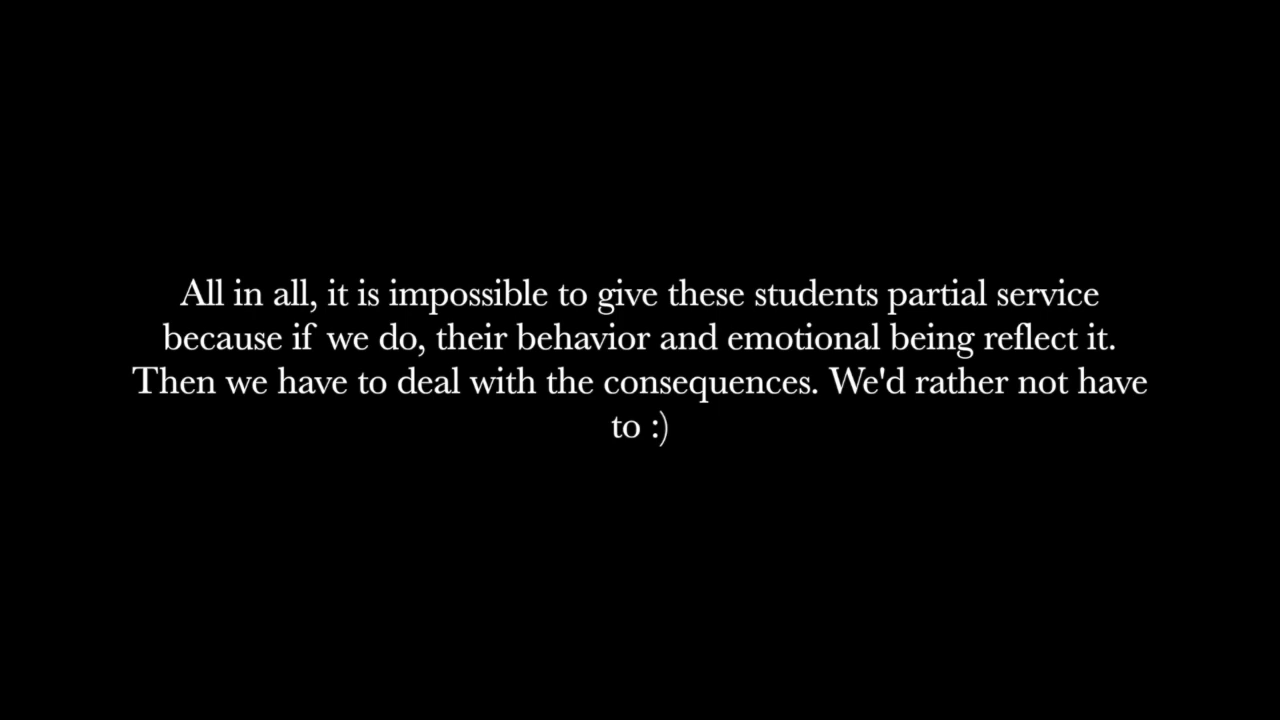 All in all, it is impossible to give these students partial service
because if we do, their behavior and emotional being reflect it.
Then we have to deal with the consequences. We'd rather not have
to :)